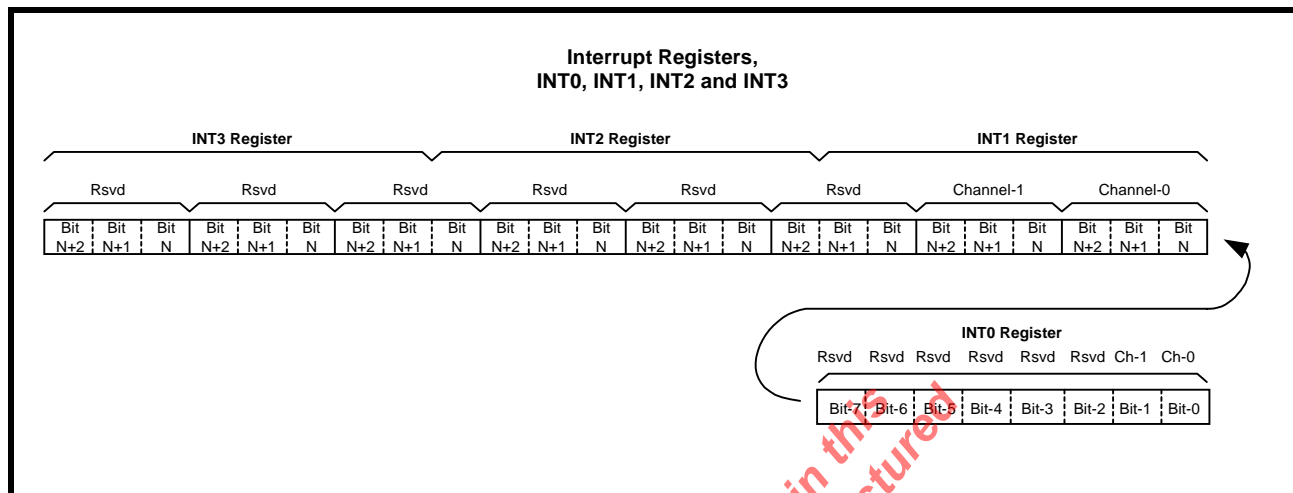 Interrupt Registers,
INT0, INT1, INT2 and INT3
INT3 Register INT2 Register INT1 Register
Rsvd Rsvd Rsvd Rsvd Rsvd Rsvd Channel-1 Channel-0
Bit Bit Bit Bit Bit Bit Bit Bit Bit Bit Bit Bit Bit Bit Bit Bit Bit Bit Bit Bit Bit Bit Bit Bit
N+2 N+1 N N+2 N+1 N N+2 N+1 N N+2 N+1 N N+2 N+1 N N+2 N+1 N N+2 N+1 N N+2 N+1 N
INT0 Register
Rsvd Rsvd Rsvd Rsvd Rsvd Rsvd Ch-1 Ch-0
Bit-7 Bit-6 Bit-5 Bit-4 Bit-3 Bit-2 Bit-1 Bit-0
in this